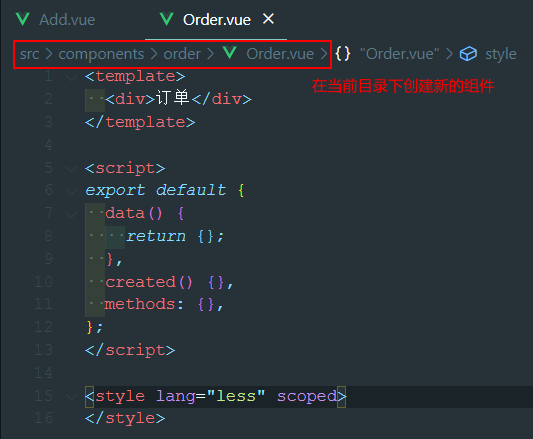 Add.vue Order.vue ×
src > components > order > Order.vue > {} "Order.vue" > style
在当前目录下创建新的组件
1 <template>
2 <div>订单</div>
3 </template>
4
5 <script>
6 export default {
7 data() {
8 return {};
9 },
10 created() {},
11 methods: {},
12 };
13 </script>
14
15 <style lang="less" scoped>
16 </style>